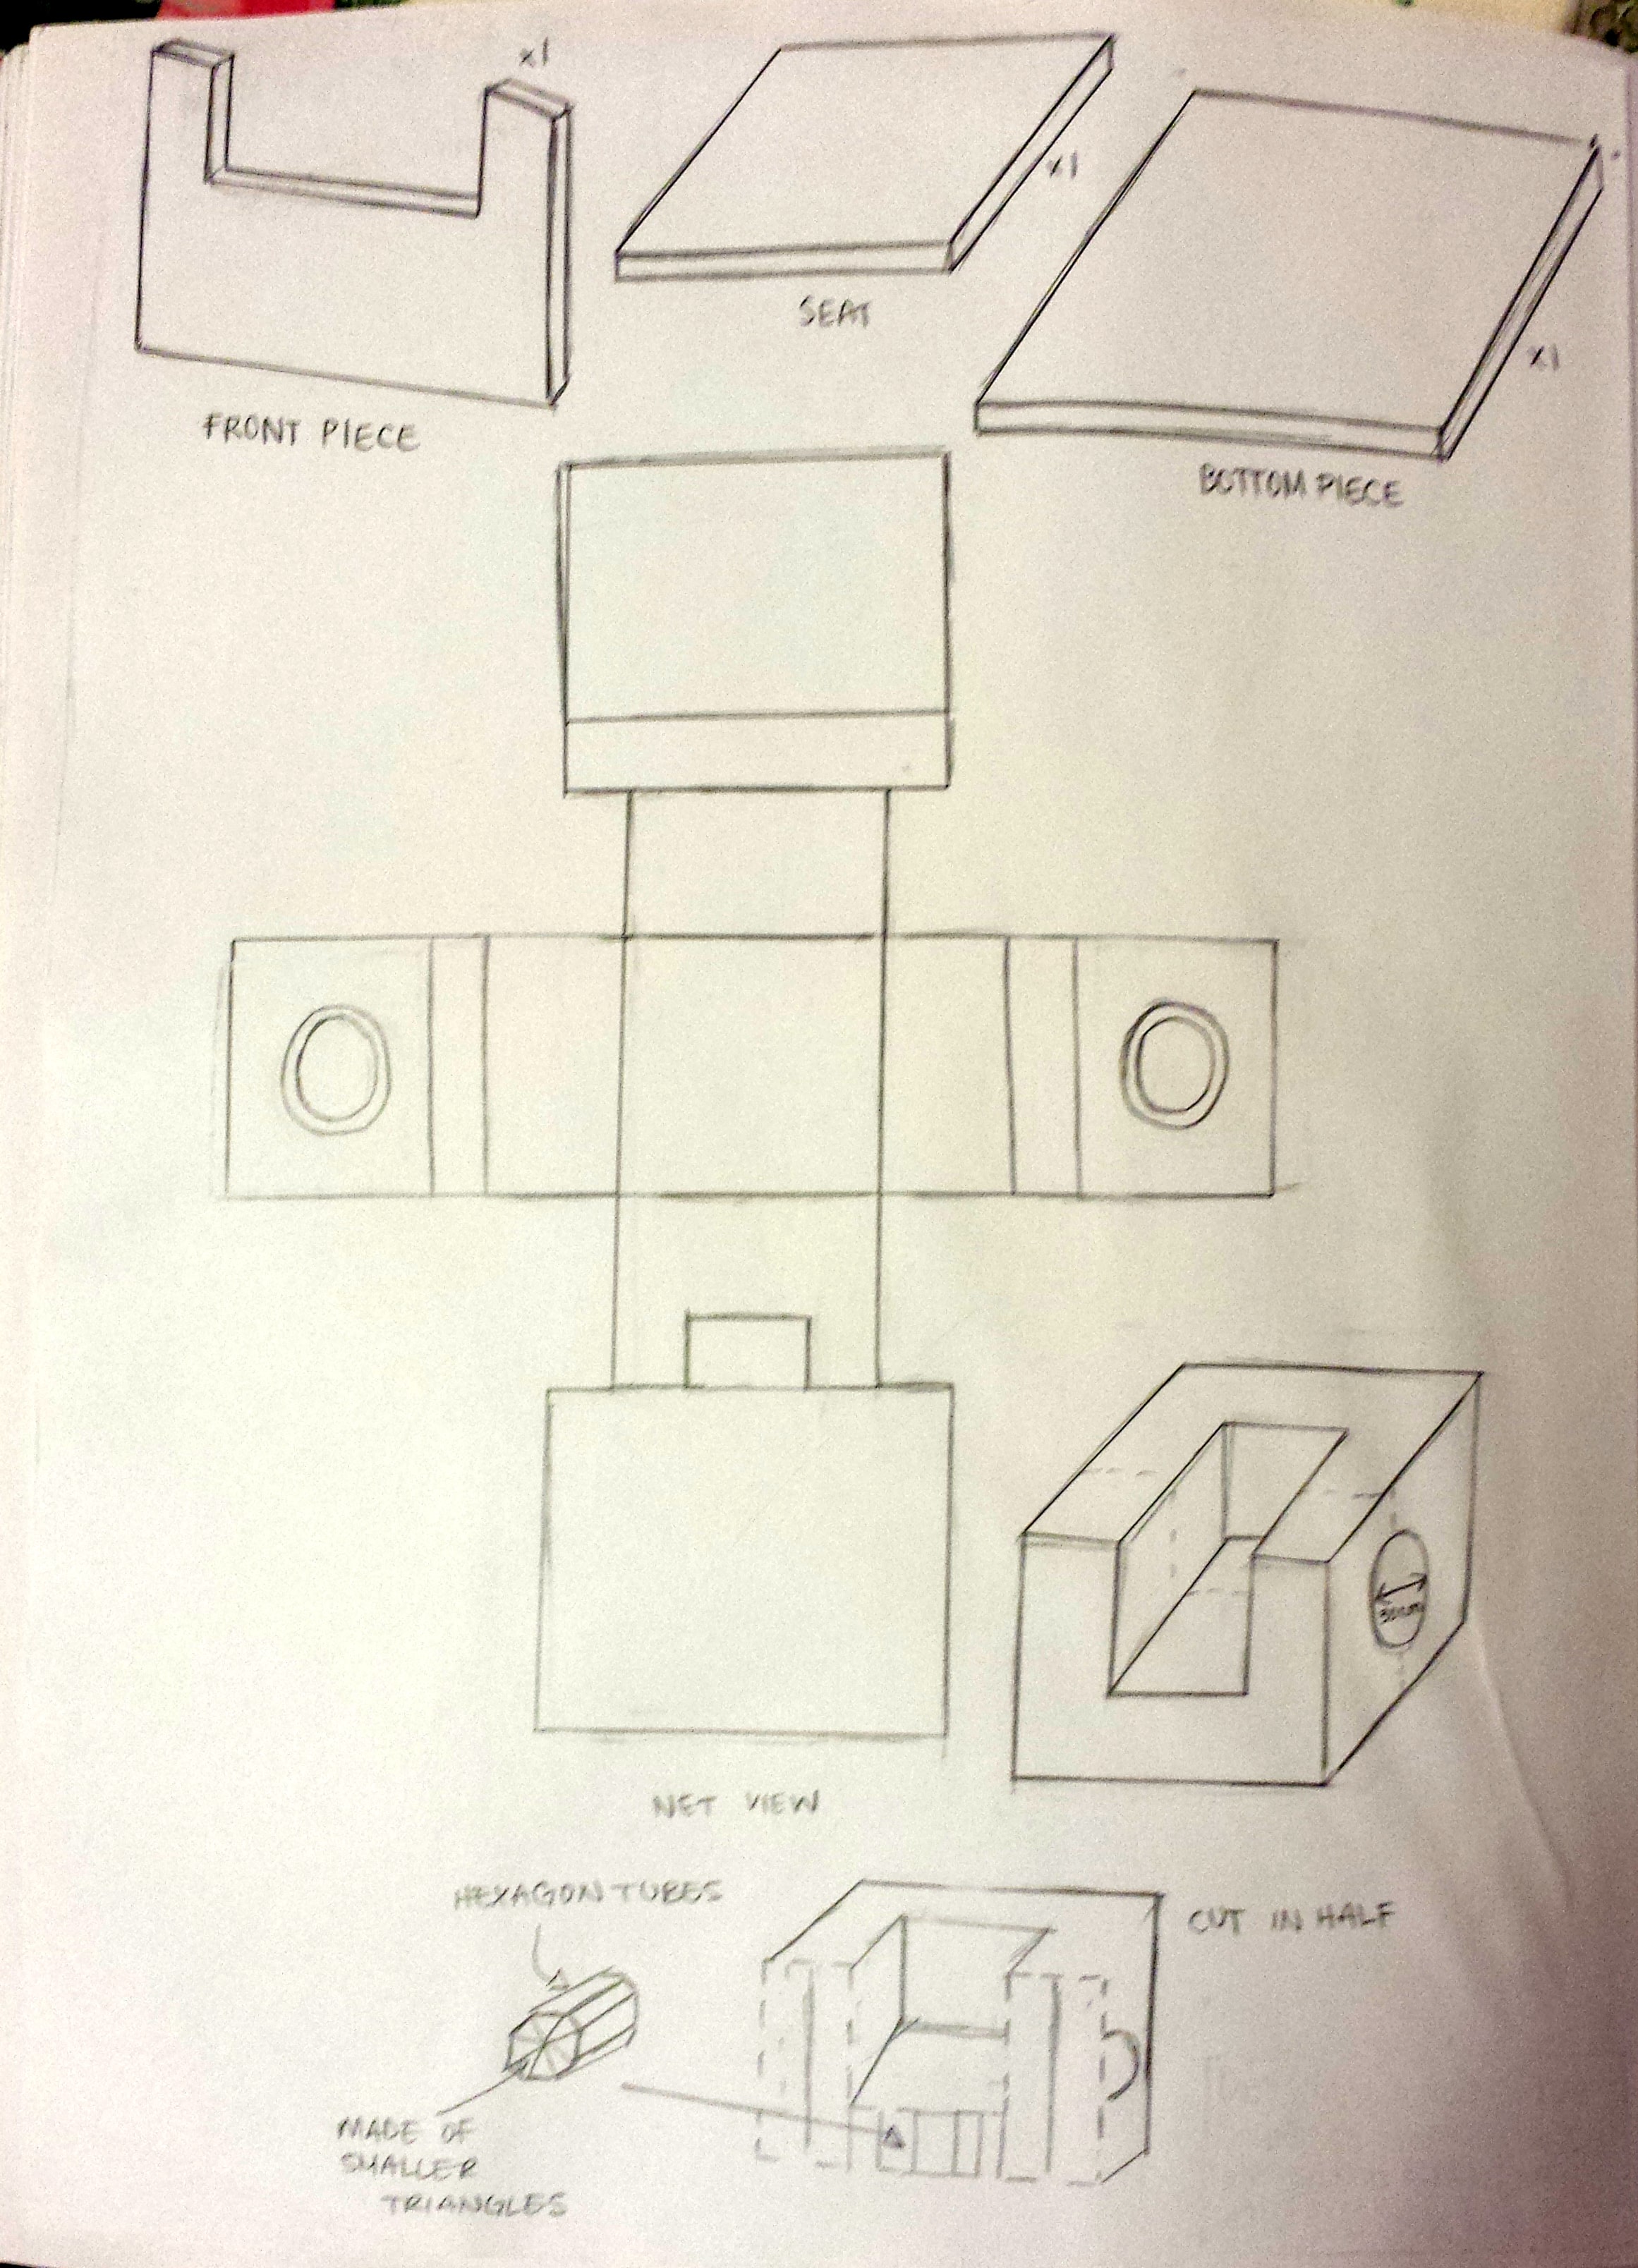 x1
x1
SEAT
x1
FRONT PIECE
BOTTOM PIECE
30cm
NET VIEW
HEXAGON TUBES
CUT IN HALF
MADE OF
SMALLER
TRIANGLES